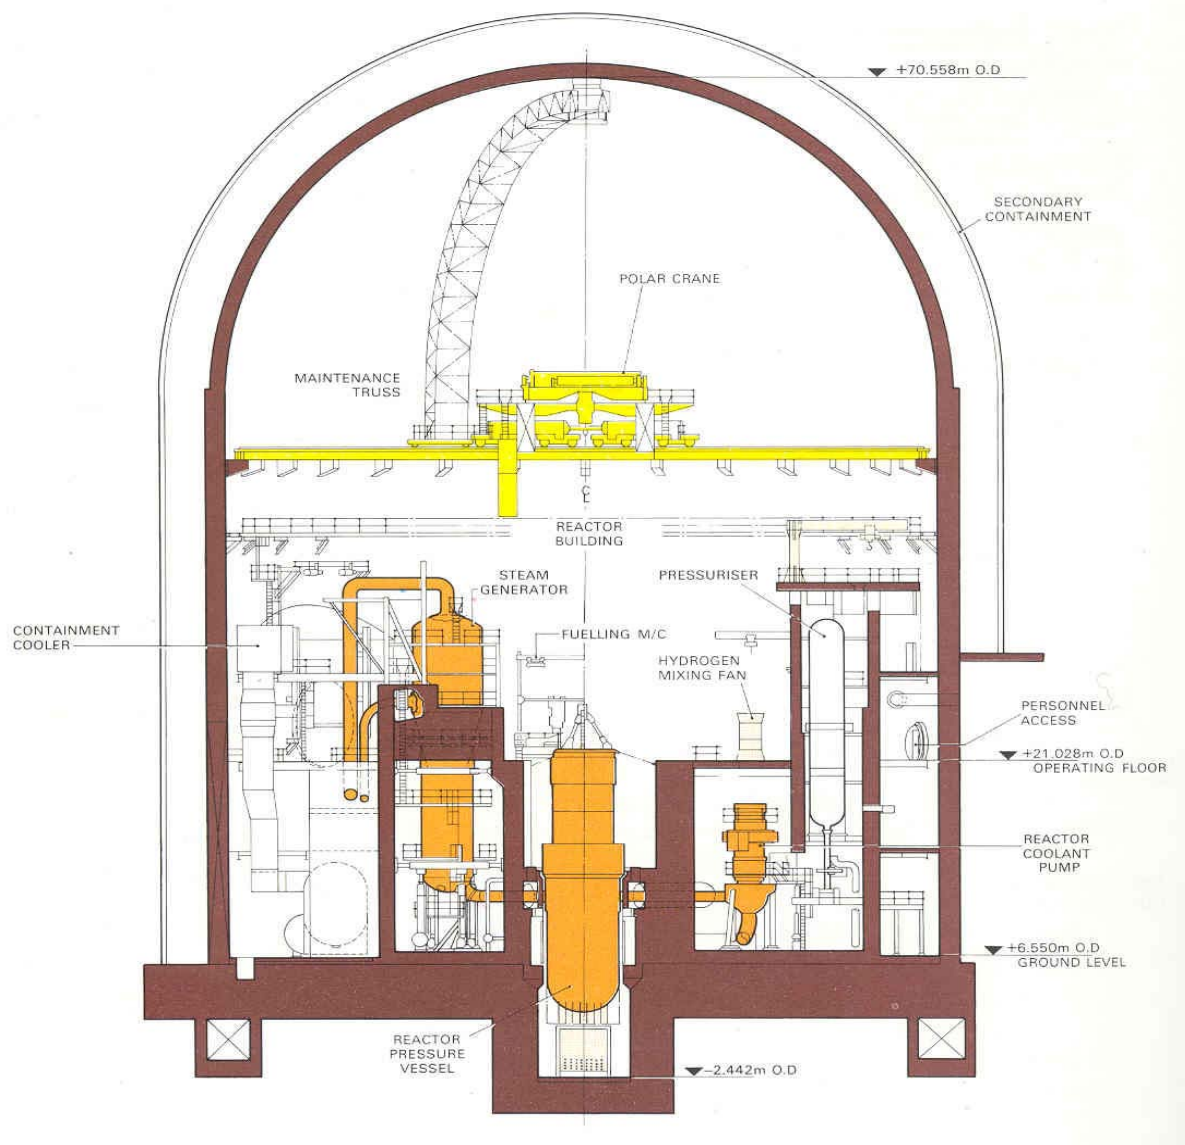 +70.558m O.D
SECONDARY
CONTAINMENT
POLAR CRANE
MAINTENANCE
TRUSS
℄
REACTOR
BUILDING
STEAM
GENERATOR
PRESSURISER
CONTAINMENT
COOLER
FUELLING M/C
HYDROGEN
MIXING FAN
PERSONNEL
ACCESS
+21.028m O.D
OPERATING FLOOR
REACTOR
COOLANT
PUMP
+6.550m O.D
GROUND LEVEL
REACTOR
PRESSURE
VESSEL
-2.442m O.D